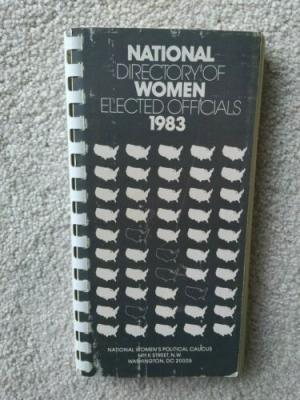 NATIONAL
DIRECTORY OF
WOMEN
ELECTED OFFICIALS
1983
NATIONAL WOMEN'S POLITICAL CAUCUS
1411 K STREET, N.W.
WASHINGTON, DC 20005